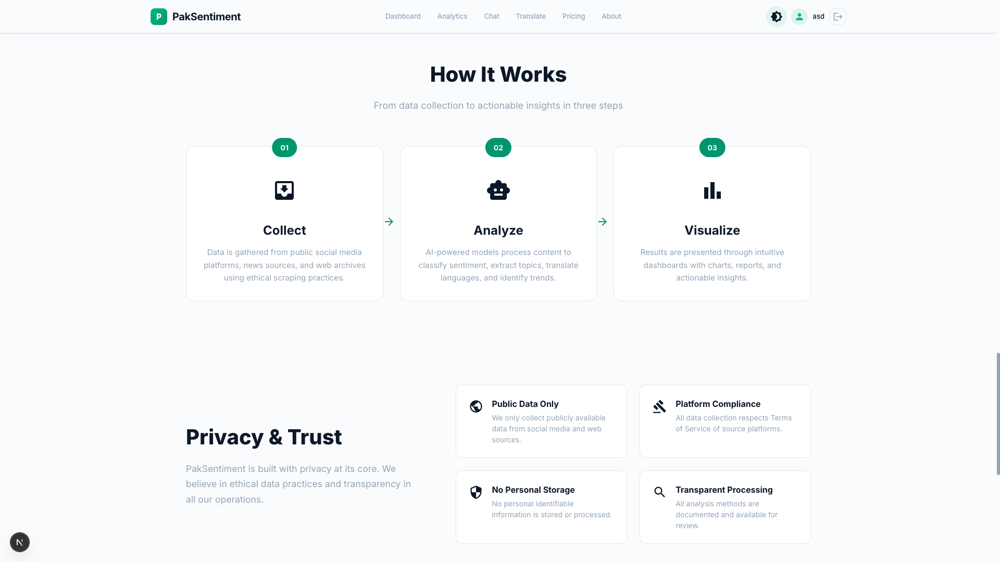 P PakSentiment
Dashboard Analytics Chat Translate Pricing About
asd
How It Works
From data collection to actionable insights in three steps
01
Collect
Data is gathered from public social media
platforms, news sources, and web archives
using ethical scraping practices.
02
Analyze
AI-powered models process content to
classify sentiment, extract topics, translate
languages, and identify trends.
03
Visualize
Results are presented through intuitive
dashboards with charts, reports, and
actionable insights.
Privacy & Trust
PakSentiment is built with privacy at its core. We
believe in ethical data practices and transparency in
all our operations.
Public Data Only
We only collect publicly available
data from social media and web
sources.
Platform Compliance
All data collection respects Terms
of Service of source platforms.
No Personal Storage
No personal identifiable
information is stored or processed.
Transparent Processing
All analysis methods are
documented and available for
review.
N